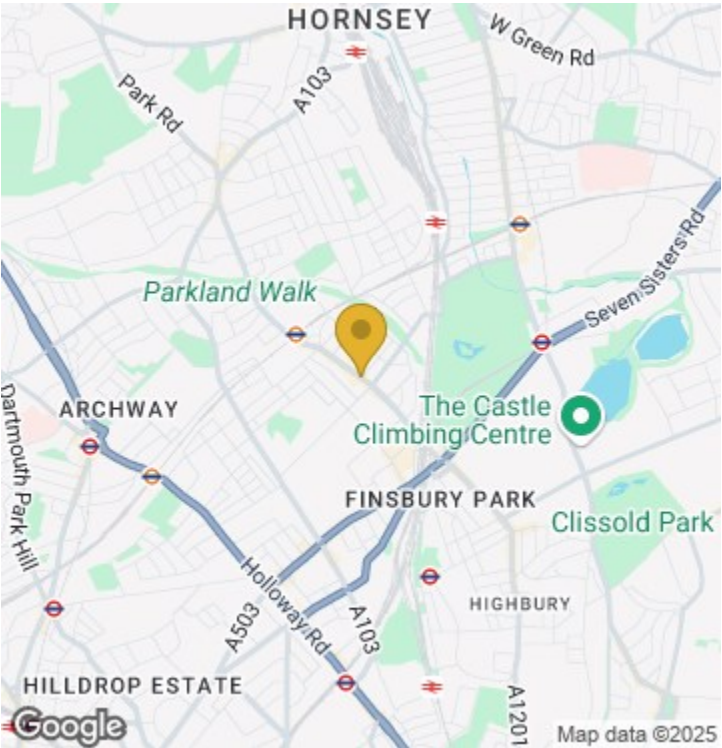 HORNSEY
W Green Rd
A103
Park Rd
Seven Sisters Rd
Parkland Walk
ARCHWAY
The Castle
Climbing Centre
Dartmouth Park Hill
FINSBURY PARK
Clissold Park
Holloway Rd
A503
A103
HIGHBURY
HILLDROP ESTATE
A1201
Google
Map data ©2025